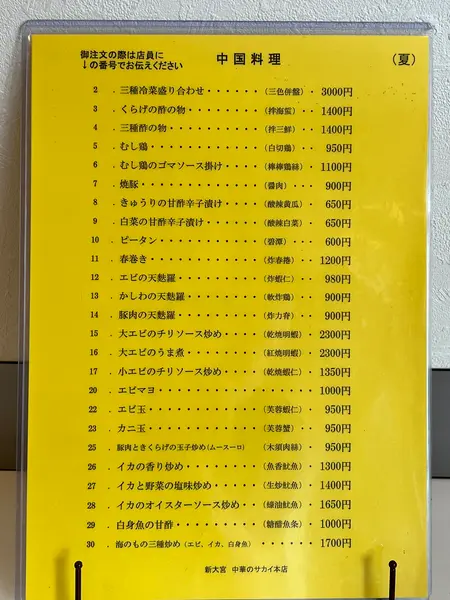 御注文の際は店員に
↓の番号でお伝えください
中国料理
(夏)
2 . 三種冷菜盛り合わせ・・・・・・(三色併盤)・ 3000円
3 . くらげの酢の物・・・・・・・・(拌海蜇)・・ 1400円
4 . 三種酢の物・・・・・・・・・・(拌三鮮)・・ 1400円
5 . むし鶏・・・・・・・・・・・・(白切鶏)・・ 950円
6 . むし鶏のゴマソース掛け・・・・(棒棒鶏絲)・ 1100円
7 . 焼豚・・・・・・・・・・・・・(醬肉)・・・ 900円
8 . きゅうりの甘酢辛子漬け・・・・(酸辣黄瓜)・ 650円
9 . 白菜の甘酢辛子漬け・・・・・・(酸辣白菜)・ 650円
10 . ピータン・・・・・・・・・・・(碧潭)・・・ 600円
11 . 春巻き・・・・・・・・・・・・(炸春捲)・・ 1200円
12 . エビの天麩羅・・・・・・・・・(炸蝦仁)・・ 980円
13 . かしわの天麩羅・・・・・・・・(軟炸鶏)・・ 900円
14 . 豚肉の天麩羅・・・・・・・・・(炸力脊)・・ 900円
15 . 大エビのチリソース炒め・・・・(乾焼明蝦)・ 2300円
16 . 大エビのうま煮・・・・・・・・(紅焼明蝦)・ 2300円
17 . 小エビのチリソース炒め・・・・(乾焼蝦仁)・ 1350円
20 . エビマヨ・・・・・・・・・・・・・・・・・ 1000円
22 . エビ玉・・・・・・・・・・・・(芙蓉蝦仁)・ 950円
23 . カニ玉・・・・・・・・・・・・(芙蓉蟹)・・ 950円
25 . 豚肉ときくらげの玉子炒め(ムースーロ)・・・(木須肉絲)・ 950円
26 . イカの香り炒め・・・・・・・・(魚香魷魚)・ 1300円
27 . イカと野菜の塩味炒め・・・・・(生炒魷魚)・ 1400円
28 . イカのオイスターソース炒め・・(蠔油魷魚)・ 1650円
29 . 白身魚の甘酢・・・・・・・・・(糖醋魚条)・ 1000円
30 . 海のもの三種炒め(エビ、イカ、白身魚)・・・・・・ 1700円
新大宮 中華のサカイ本店